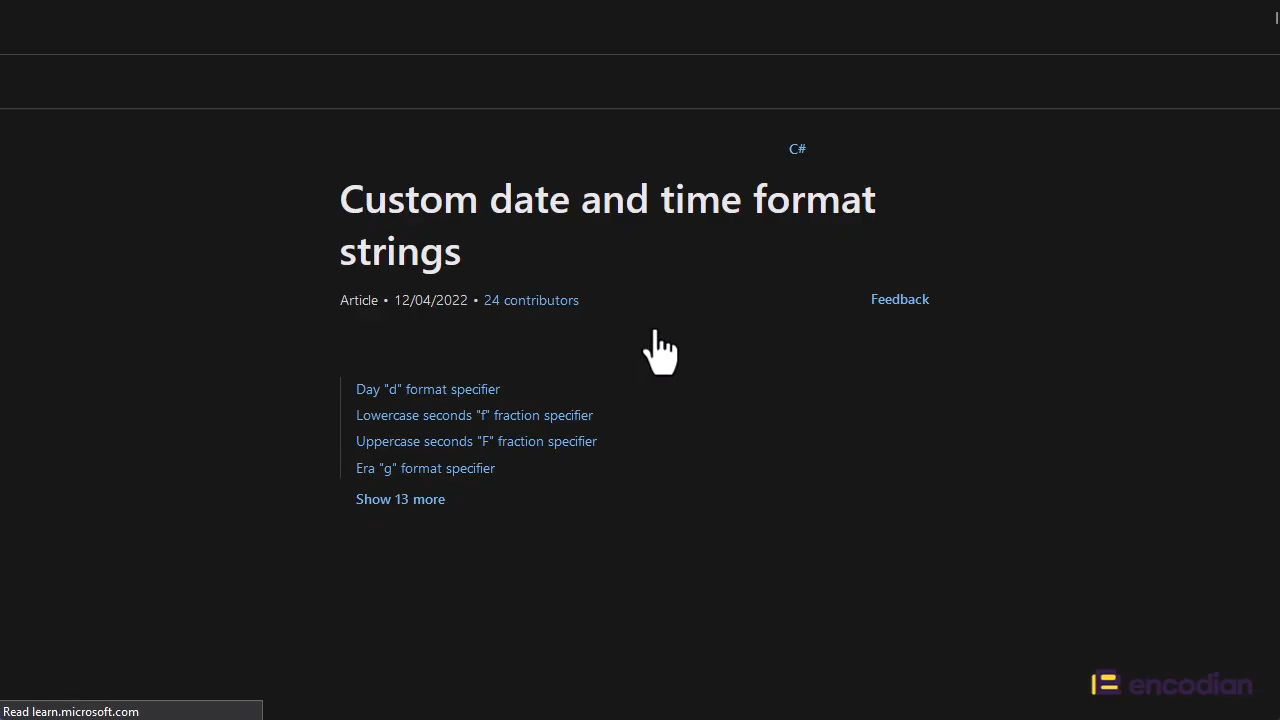 C#
Custom date and time format
strings
Article • 12/04/2022 • 24 contributors
Feedback
Day "d" format specifier
Lowercase seconds "f" fraction specifier
Uppercase seconds "F" fraction specifier
Era "g" format specifier
Show 13 more
encodian
Read learn.microsoft.com